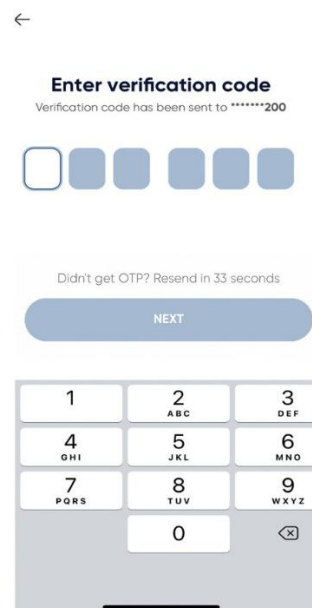 Enter verification code
Verification code has been sent to *******200
Didn't get OTP? Resend in 33 seconds
NEXT
1 2 3
ABC DEF
4 5 6
GHI JKL MNO
7 8 9
PQRS TUV WXYZ
0